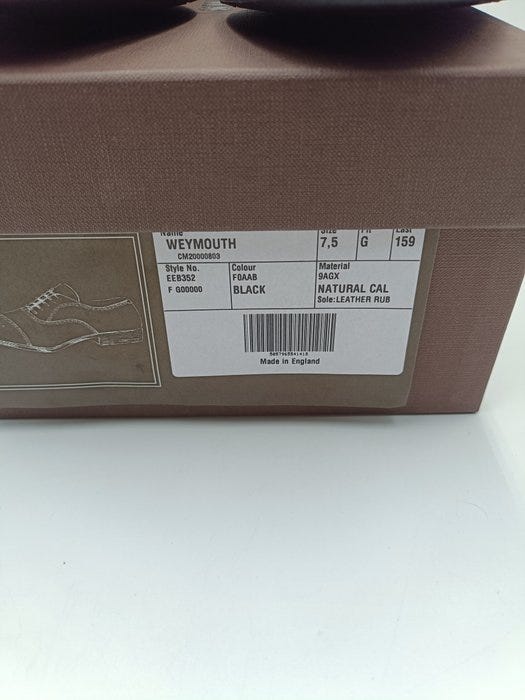 Name Size Fit Last
WEYMOUTH 7,5 G 159
CM20000803
Style No. Colour Material
EEB352 F0AAB 9AGX
F G00000 BLACK NATURAL CAL
Sole:LEATHER RUB
5057965541418
Made in England